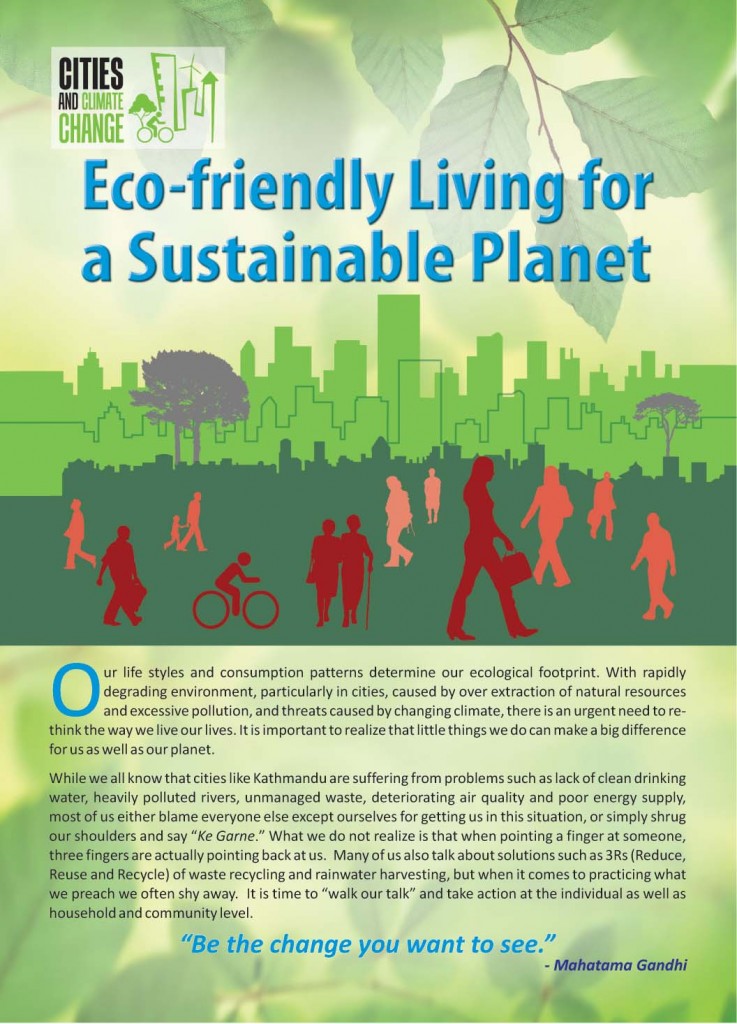 CITIES
AND CLIMATE
CHANGE
Eco-friendly Living for
a Sustainable Planet
Our life styles and consumption patterns determine our ecological footprint. With rapidly
degrading environment, particularly in cities, caused by over extraction of natural resources
and excessive pollution, and threats caused by changing climate, there is an urgent need to re-
think the way we live our lives. It is important to realize that little things we do can make a big difference
for us as well as our planet.
While we all know that cities like Kathmandu are suffering from problems such as lack of clean drinking
water, heavily polluted rivers, unmanaged waste, deteriorating air quality and poor energy supply,
most of us either blame everyone else except ourselves for getting us in this situation, or simply shrug
our shoulders and say “Ke Garne.” What we do not realize is that when pointing a finger at someone,
three fingers are actually pointing back at us. Many of us also talk about solutions such as 3Rs (Reduce,
Reuse and Recycle) of waste recycling and rainwater harvesting, but when it comes to practicing what
we preach we often shy away. It is time to “walk our talk” and take action at the individual as well as
household and community level.
“Be the change you want to see.”
- Mahatama Gandhi